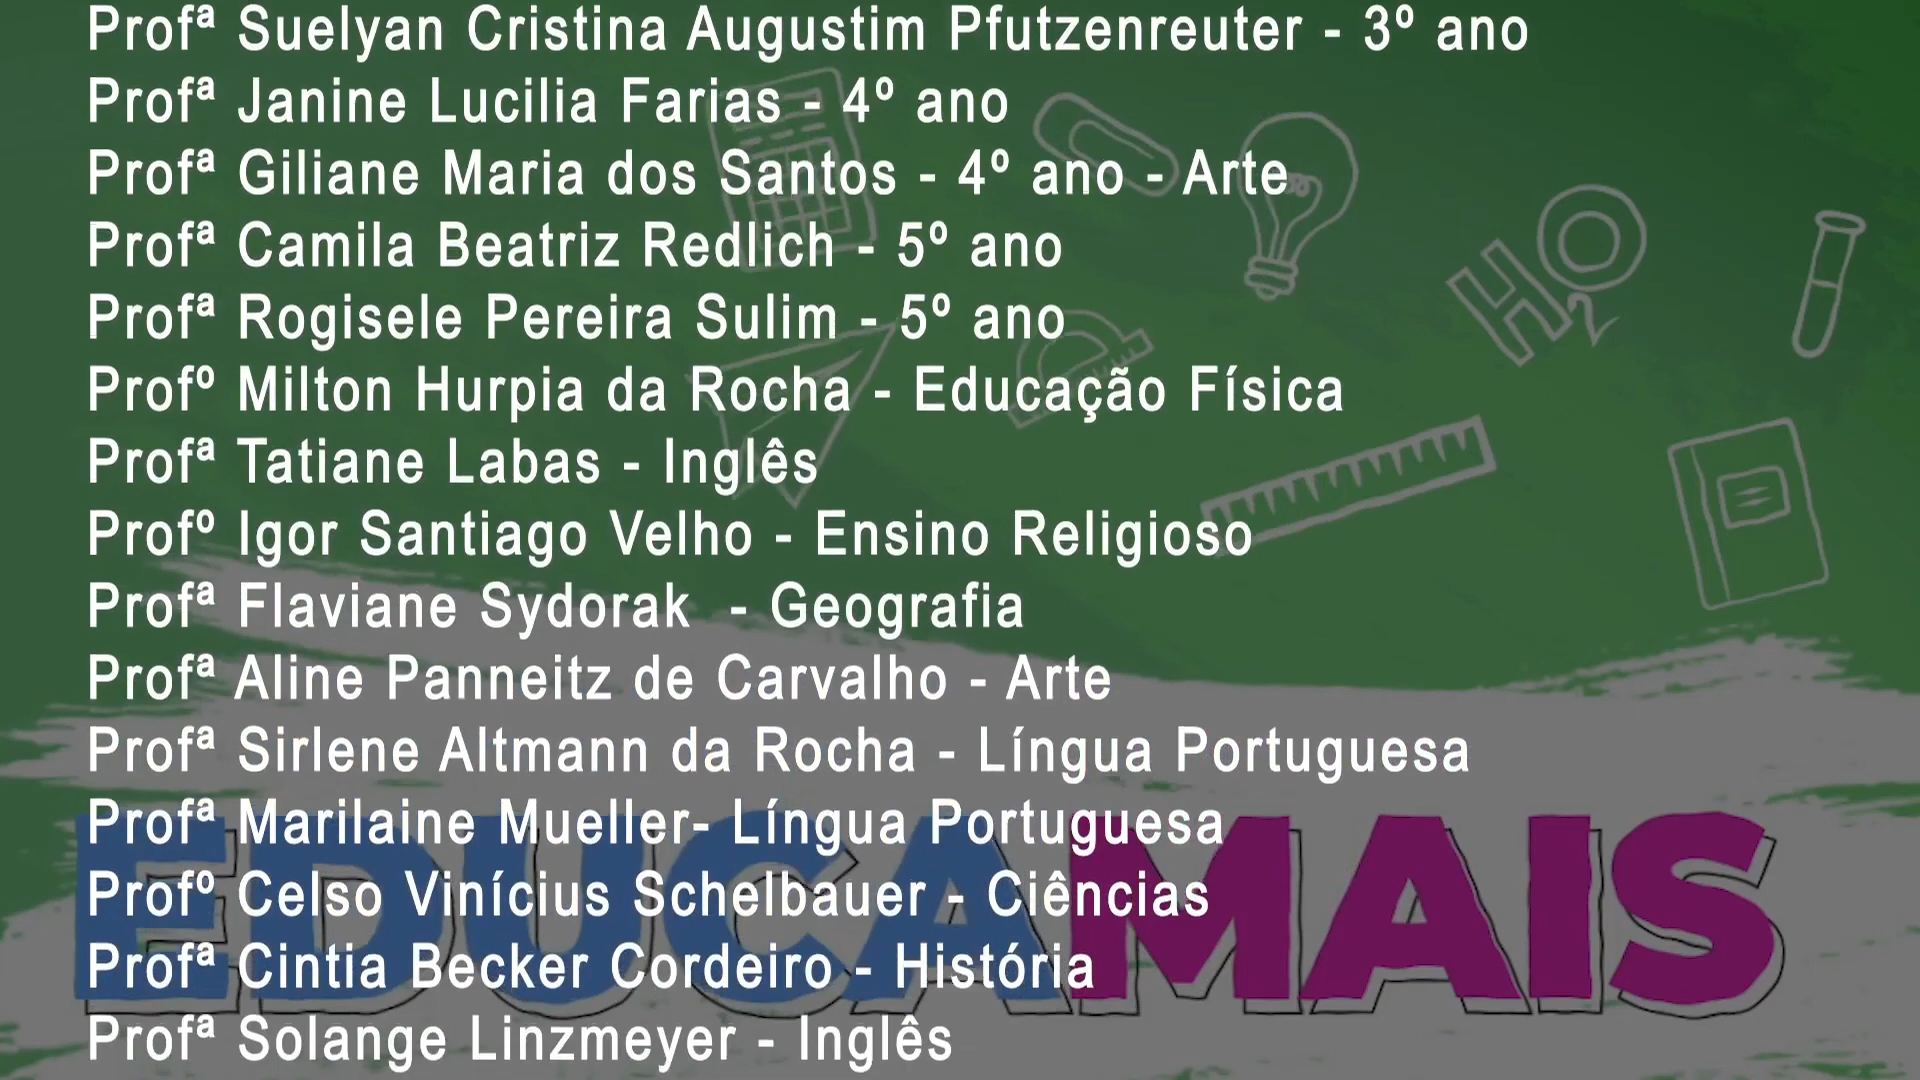 Profª Suelyan Cristina Augustim Pfutzenreuter - 3º ano
Profª Janine Lucilia Farias - 4º ano
Profª Giliane Maria dos Santos - 4º ano - Arte
Profª Camila Beatriz Redlich - 5º ano
Profª Rogisele Pereira Sulim - 5º ano
Profº Milton Hurpia da Rocha - Educação Física
Profª Tatiane Labas - Inglês
Profº Igor Santiago Velho - Ensino Religioso
Profª Flaviane Sydorak  - Geografia
Profª Aline Panneitz de Carvalho - Arte
Profª Sirlene Altmann da Rocha - Língua Portuguesa
Profª Marilaine Mueller- Língua Portuguesa
Profº Celso Vinícius Schelbauer - Ciências
Profª Cintia Becker Cordeiro - História
Profª Solange Linzmeyer - Inglês
H2O
EDUCAMAIS